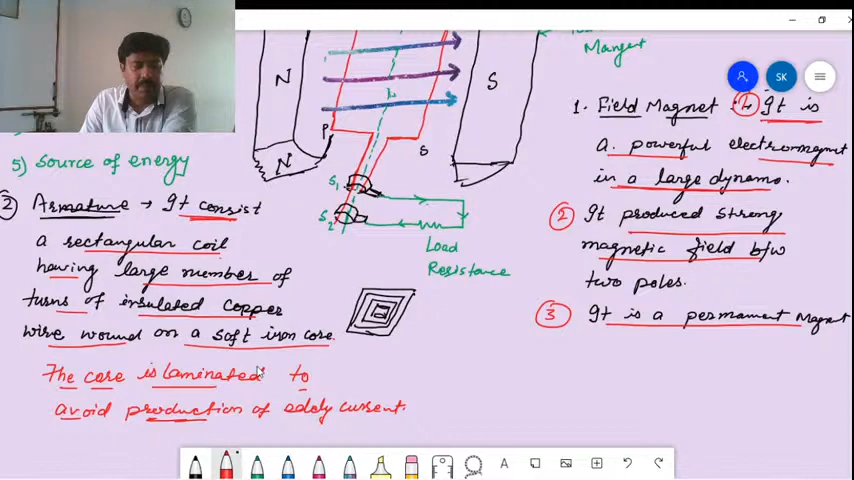 Marget
N
S
N
P
S
S1
S2
Load
Resistance
5) Source of energy
② Armature → It consist
a rectangular coil
having large number of
turns of insulated copper
wire wound on a soft iron core.
The core is laminated to
avoid production of eddy current.
SK
1. Field Magnet :→ ① It is
a powerful electromagnet
in a large dynamo.
② It produced strong
magnetic field b/w
two poles.
③ It is a permament Magnet
A